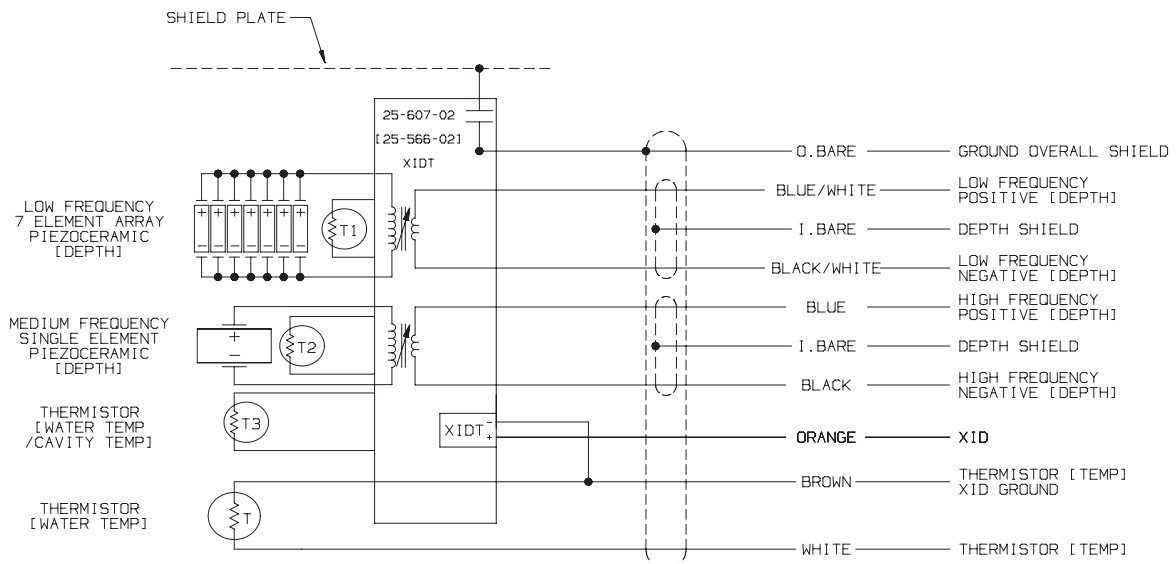 SHIELD PLATE
25-607-02
[25-566-02]
XIDT
O.BARE
GROUND OVERALL SHIELD
LOW FREQUENCY
7 ELEMENT ARRAY
PIEZOCERAMIC
[DEPTH]
+ + + + + + +
− − − − − − −
T1
BLUE/WHITE
LOW FREQUENCY
POSITIVE [DEPTH]
I.BARE
DEPTH SHIELD
BLACK/WHITE
LOW FREQUENCY
NEGATIVE [DEPTH]
MEDIUM FREQUENCY
SINGLE ELEMENT
PIEZOCERAMIC
[DEPTH]
+
−
T2
BLUE
HIGH FREQUENCY
POSITIVE [DEPTH]
I.BARE
DEPTH SHIELD
BLACK
HIGH FREQUENCY
NEGATIVE [DEPTH]
THERMISTOR
[WATER TEMP
/CAVITY TEMP]
T3
XIDT
−
+
ORANGE
XID
BROWN
THERMISTOR [TEMP]
XID GROUND
THERMISTOR
[WATER TEMP]
T
WHITE
THERMISTOR [TEMP]